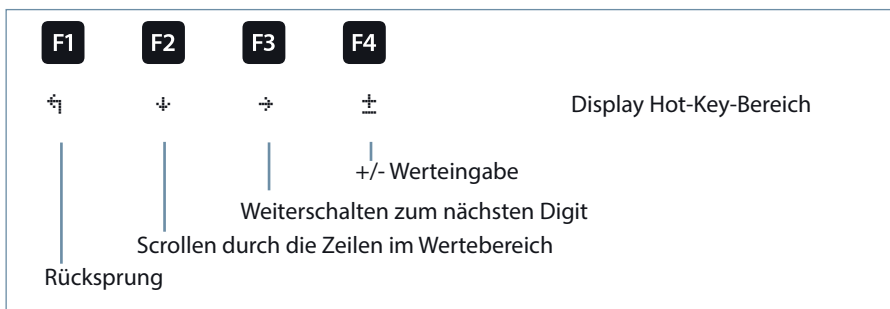 F1 F2 F3 F4
↰ ↓ → ± Display Hot-Key-Bereich
+/- Werteingabe
Weiterschalten zum nächsten Digit
Scrollen durch die Zeilen im Wertebereich
Rücksprung